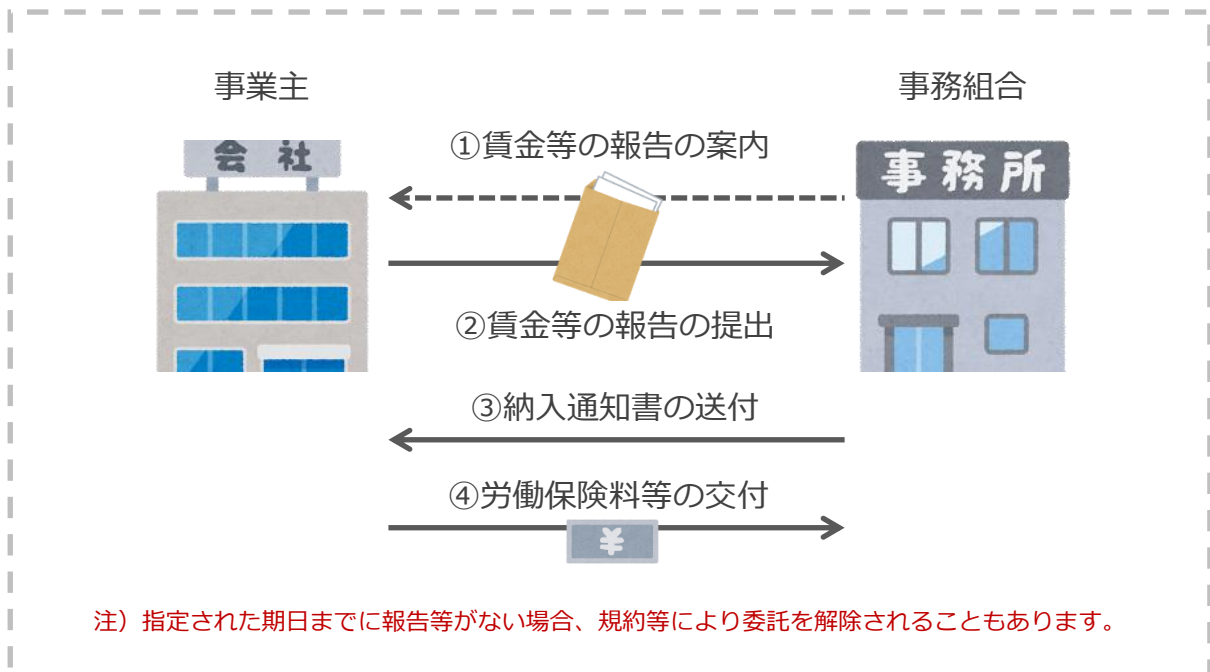 事業主
事務組合
会社
事務所
①賃金等の報告の案内
②賃金等の報告の提出
③納入通知書の送付
④労働保険料等の交付
¥
注）指定された期日までに報告等がない場合、規約等により委託を解除されることもあります。